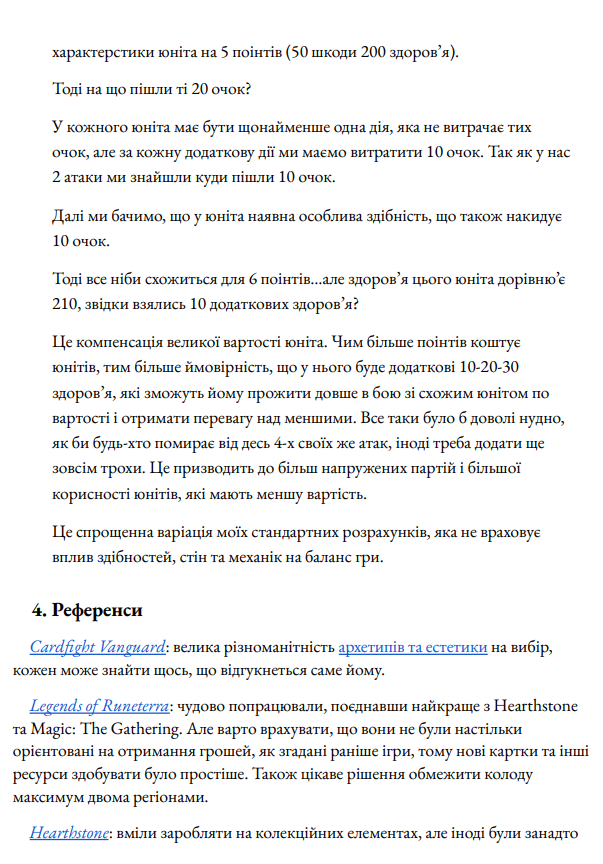 характерстики юніта на 5 поінтів (50 шкоди 200 здоров’я).
Тоді на що пішли ті 20 очок?
У кожного юніта має бути щонайменше одна дія, яка не витрачає тих
очок, але за кожну додаткову дії ми маємо витратити 10 очок. Так як у нас
2 атаки ми знайшли куди пішли 10 очок.
Далі ми бачимо, що у юніта наявна особлива здібність, що також накидує
10 очок.
Тоді все ніби схожиться для 6 поінтів...але здоров’я цього юніта дорівню’є
210, звідки взялись 10 додаткових здоров’я?
Це компенсація великої вартості юніта. Чим більше поінтів коштує
юнітів, тим більше ймовірність, що у нього буде додаткові 10-20-30
здоров’я, які зможуть йому прожити довше в бою зі схожим юнітом по
вартості і отримати перевагу над меншими. Все таки було б доволі нудно,
як би будь-хто помирає від десь 4-х своїх же атак, іноді треба додати ще
зовсім трохи. Це призводить до більш напружених партій і більшої
корисності юнітів, які мають меншу вартість.
Це спрощенна варіація моїх стандартних розрахунків, яка не враховує
вплив здібностей, стін та механік на баланс гри.
4. Референси
Cardfight Vanguard: велика різноманітність архетипів та естетики на вибір,
кожен може знайти щось, що відгукнеться саме йому.
Legends of Runeterra: чудово попрацювали, поєднавши найкраще з Hearthstone
та Magic: The Gathering. Але варто врахувати, що вони не були настільки
орієнтовані на отримання грошей, як згадані раніше ігри, тому нові картки та інші
ресурси здобувати було простіше. Також цікаве рішення обмежити колоду
максимум двома регіонами.
Hearthstone: вміли заробляти на колекційних елементах, але іноді були занадто